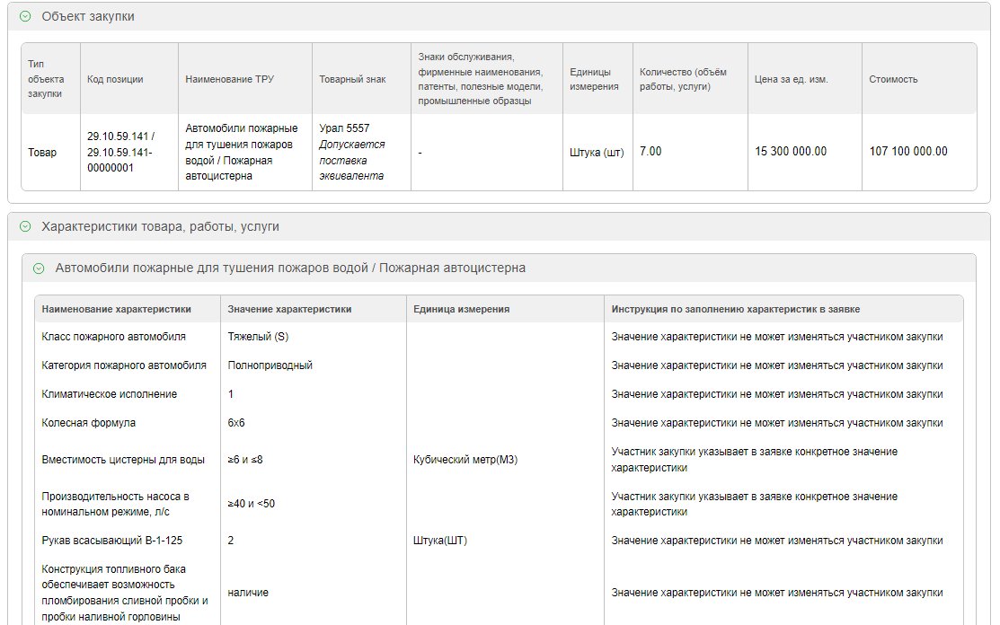 Объект закупки
Тип
объекта
закупки
Код позиции
Наименование ТРУ
Товарный знак
Знаки обслуживания,
фирменные наименования,
патенты, полезные модели,
промышленные образцы
Единицы
измерения
Количество (объём
работы, услуги)
Цена за ед. изм.
Стоимость
Товар
29.10.59.141 /
29.10.59.141-
00000001
Автомобили пожарные
для тушения пожаров
водой / Пожарная
автоцистерна
Урал 5557
Допускается
поставка
эквивалента
-
Штука (шт)
7.00
15 300 000.00
107 100 000.00
Характеристики товара, работы, услуги
Автомобили пожарные для тушения пожаров водой / Пожарная автоцистерна
Наименование характеристики
Значение характеристики
Единица измерения
Инструкция по заполнению характеристик в заявке
Класс пожарного автомобиля
Тяжелый (S)
Значение характеристики не может изменяться участником закупки
Категория пожарного автомобиля
Полноприводный
Значение характеристики не может изменяться участником закупки
Климатическое исполнение
1
Значение характеристики не может изменяться участником закупки
Колесная формула
6х6
Значение характеристики не может изменяться участником закупки
Вместимость цистерны для воды
≥6 и ≤8
Кубический метр(М3)
Участник закупки указывает в заявке конкретное значение
характеристики
Производительность насоса в
номинальном режиме, л/с
≥40 и <50
Участник закупки указывает в заявке конкретное значение
характеристики
Рукав всасывающий В-1-125
2
Штука(ШТ)
Значение характеристики не может изменяться участником закупки
Конструкция топливного бака
обеспечивает возможность
пломбирования сливной пробки и
пробки наливной горловины
наличие
Значение характеристики не может изменяться участником закупки